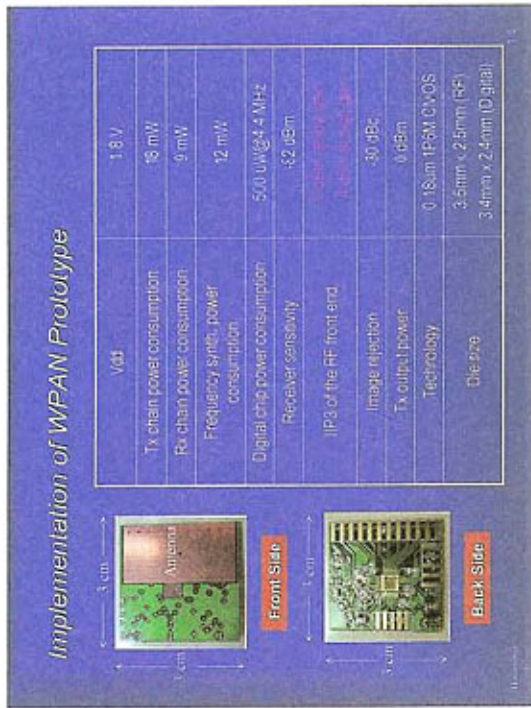 Implementation of WPAN Prototype
3 cm
3 cm
Antenna
Front Side
3 cm
3 cm
Back Side
Vdd 1.8 V
Tx chain power consumption 18 mW
Rx chain power consumption 9 mW
Frequency synth. power
consumption 12 mW
Digital chip power consumption 500 uW@4.4 MHz
Receiver sensitivity -82 dBm
IIP3 of the RF front end
Image rejection -30 dBc
Tx output power 0 dBm
Technology 0.18um 1P6M CMOS
Die size 3.5mm x 2.5mm (RF)
3.4mm x 2.4mm (Digital)